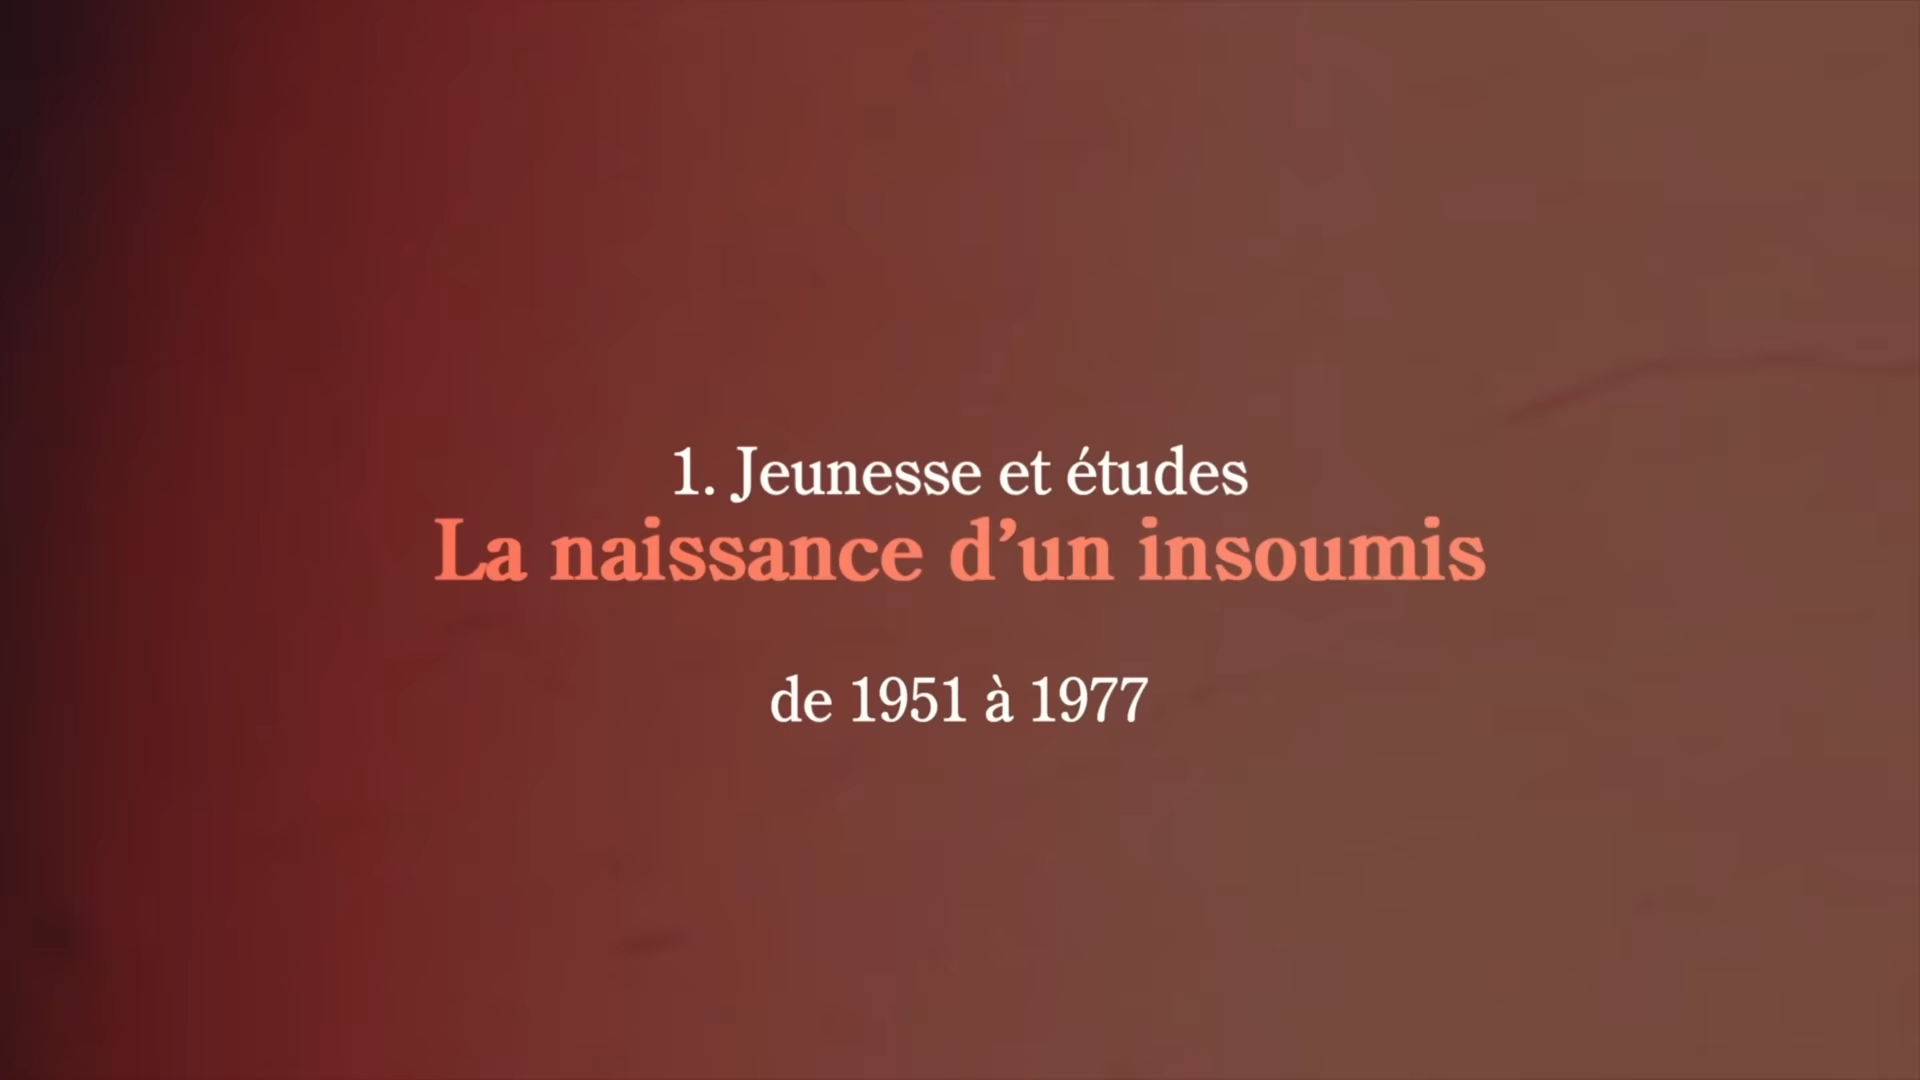 1. Jeunesse et études
La naissance d’un insoumis
de 1951 à 1977